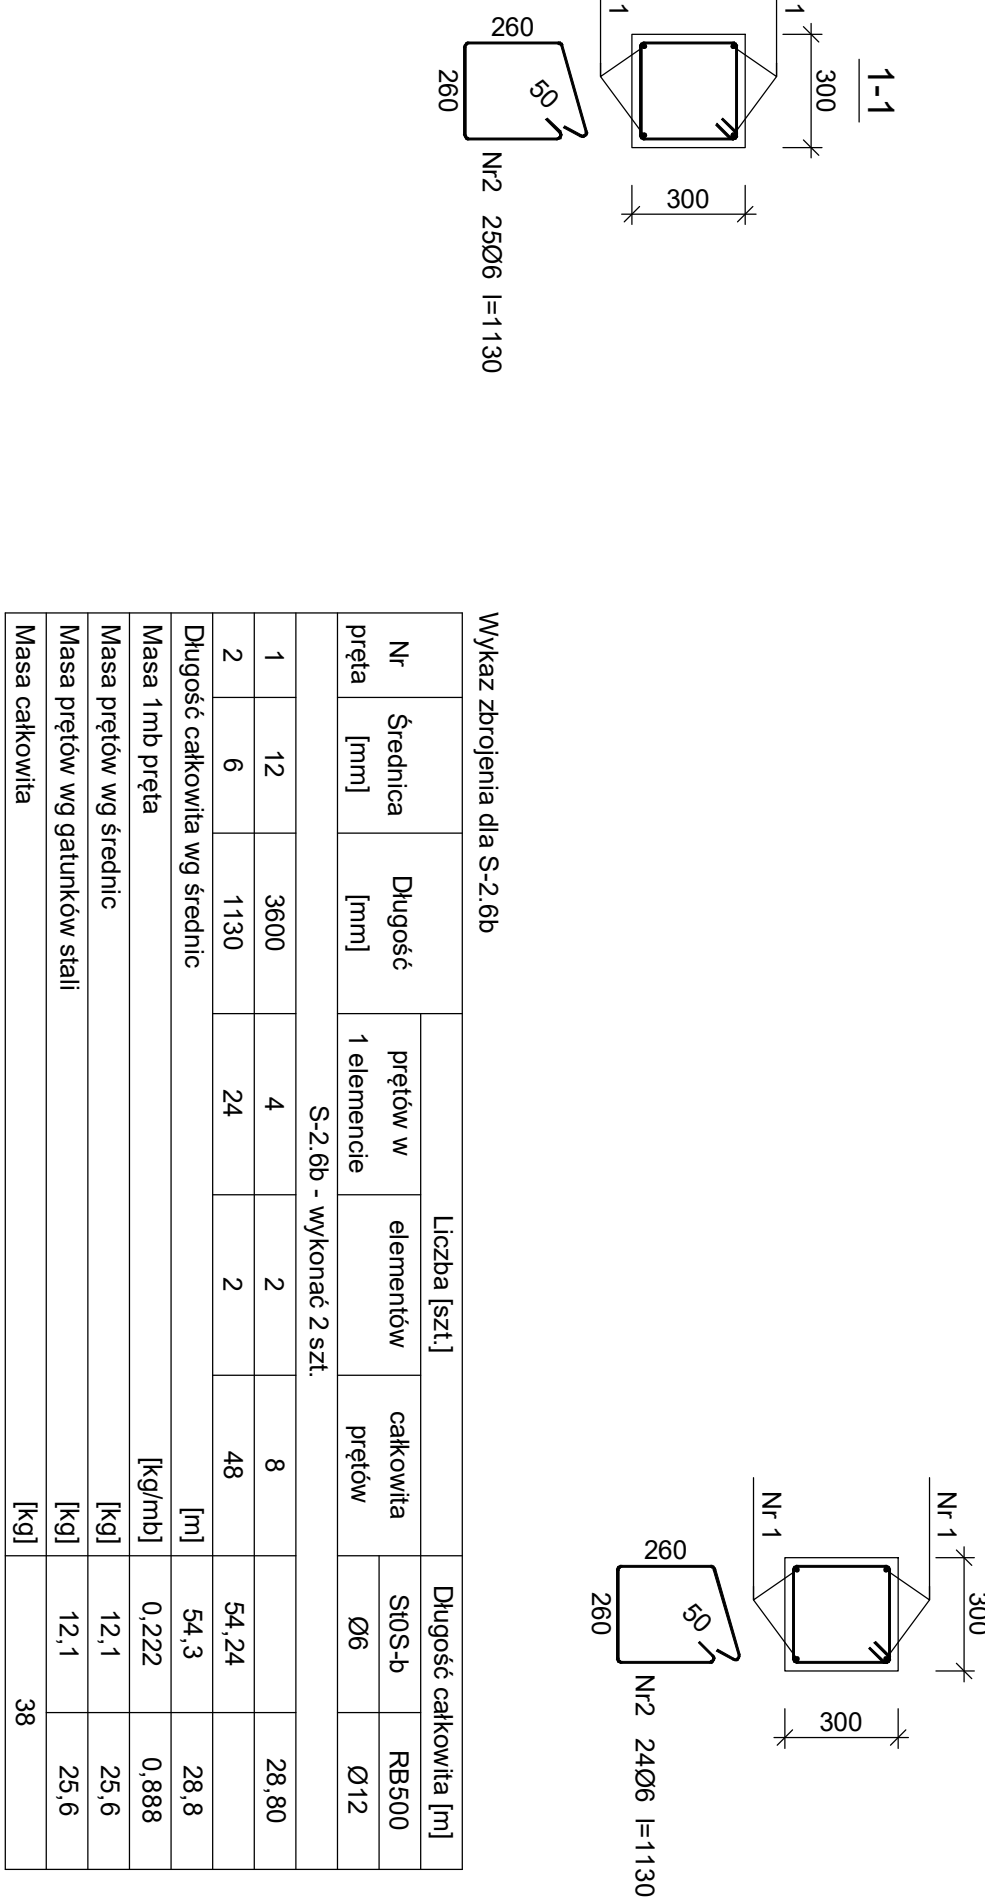 1-1
300
300
1
1
260
260
50
Nr2 25Ø6 l=1130
Nr 1
300
300
Nr 1
260
260
50
Nr2 24Ø6 l=1130
Wykaz zbrojenia dla S-2.6b
Nr pręta
Średnica [mm]
Długość [mm]
Liczba [szt.]
Długość całkowita [m]
prętów w 1 elemencie
elementów
całkowita prętów
St0S-b
RB500
Ø6
Ø12
S-2.6b - wykonać 2 szt.
1 12 3600 4 2 8 28,80
2 6 1130 24 2 48 54,24
Długość całkowita wg średnic [m] 54,3 28,8
Masa 1mb pręta [kg/mb] 0,222 0,888
Masa prętów wg średnic [kg] 12,1 25,6
Masa prętów wg gatunków stali [kg] 12,1 25,6
Masa całkowita [kg] 38